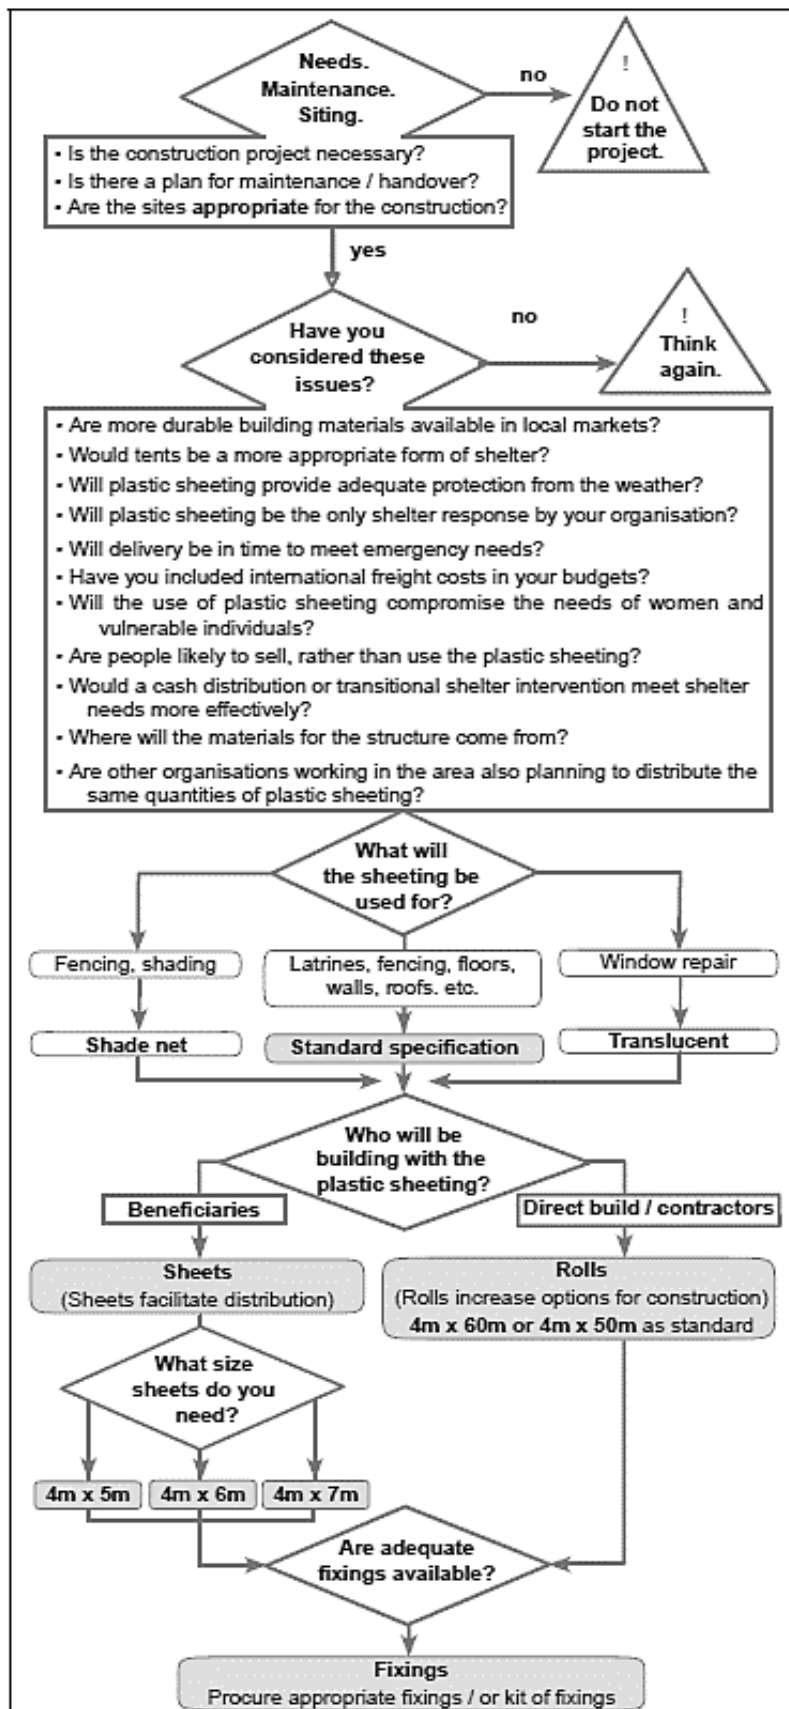 Needs.
Maintenance.
Siting.
no
!
Do not
start the
project.
• Is the construction project necessary?
• Is there a plan for maintenance / handover?
• Are the sites appropriate for the construction?
yes
Have you
considered these
issues?
no
!
Think
again.
• Are more durable building materials available in local markets?
• Would tents be a more appropriate form of shelter?
• Will plastic sheeting provide adequate protection from the weather?
• Will plastic sheeting be the only shelter response by your organisation?
• Will delivery be in time to meet emergency needs?
• Have you included international freight costs in your budgets?
• Will the use of plastic sheeting compromise the needs of women and
vulnerable individuals?
• Are people likely to sell, rather than use the plastic sheeting?
• Would a cash distribution or transitional shelter intervention meet shelter
needs more effectively?
• Where will the materials for the structure come from?
• Are other organisations working in the area also planning to distribute the
same quantities of plastic sheeting?
What will
the sheeting be
used for?
Fencing, shading
Latrines, fencing, floors,
walls, roofs. etc.
Window repair
Shade net
Standard specification
Translucent
Who will be
building with the
plastic sheeting?
Beneficiaries
Direct build / contractors
Sheets
(Sheets facilitate distribution)
Rolls
(Rolls increase options for construction)
4m x 60m or 4m x 50m as standard
What size
sheets do you
need?
4m x 5m
4m x 6m
4m x 7m
Are adequate
fixings available?
Fixings
Procure appropriate fixings / or kit of fixings